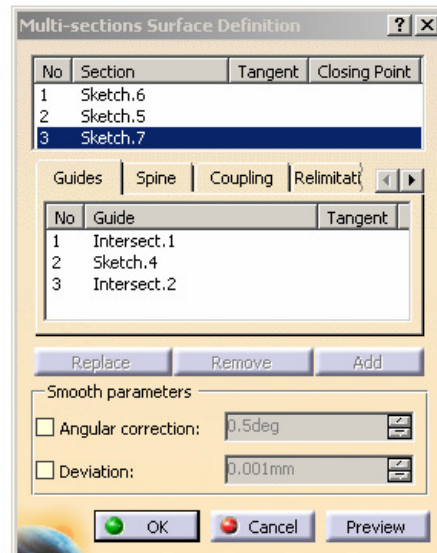 Multi-sections Surface Definition
No Section Tangent Closing Point
1 Sketch.6
2 Sketch.5
3 Sketch.7
Guides Spine Coupling Relimitati
No Guide Tangent
1 Intersect.1
2 Sketch.4
3 Intersect.2
Replace Remove Add
Smooth parameters
Angular correction: 0.5deg
Deviation: 0.001mm
OK Cancel Preview